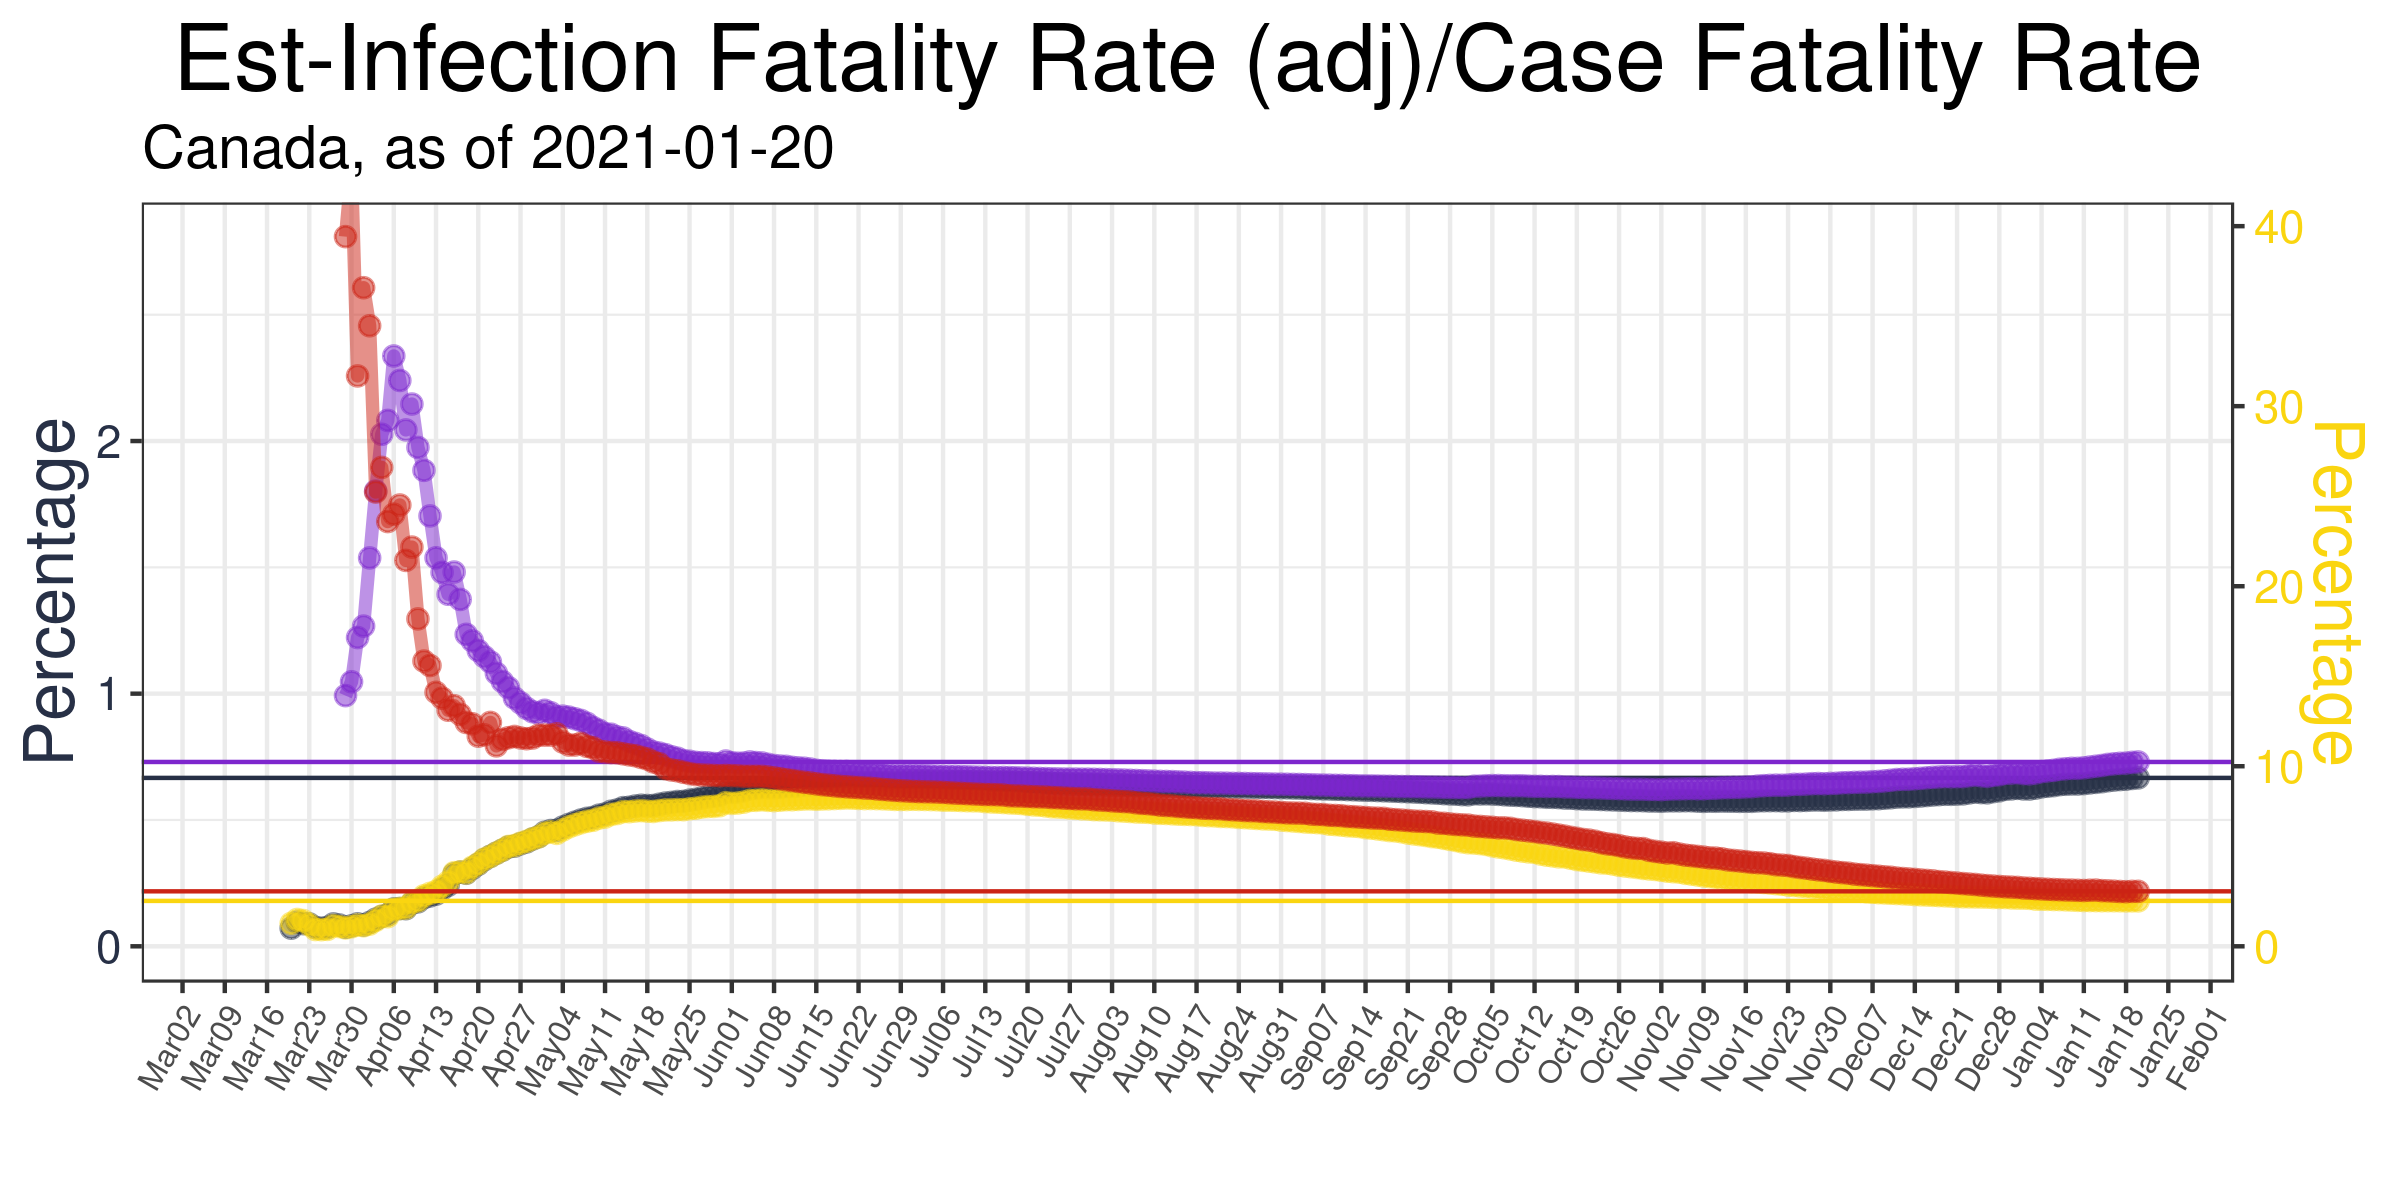 Est-Infection Fatality Rate (adj)/Case Fatality Rate
Canada, as of 2021-01-20
Percentage
2
1
0
40
30
20
10
0
Percentage
Mar02 Mar09 Mar16 Mar23 Mar30 Apr06 Apr13 Apr20 Apr27 May04 May11 May18 May25 Jun01 Jun08 Jun15 Jun22 Jun29 Jul06 Jul13 Jul20 Jul27 Aug03 Aug10 Aug17 Aug24 Aug31 Sep07 Sep14 Sep21 Sep28 Oct05 Oct12 Oct19 Oct26 Nov02 Nov09 Nov16 Nov23 Nov30 Dec07 Dec14 Dec21 Dec28 Jan04 Jan11 Jan18 Jan25 Feb01